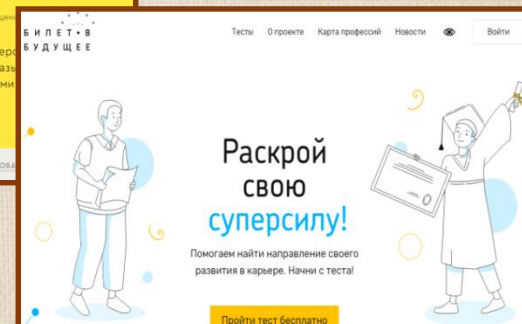 БИЛЕТ•В
БУДУЩЕЕ
Тесты О проекте Карта профессий Новости Войти
Раскрой
свою
суперсилу!
Помогаем найти направление своего
развития в карьере. Начни с теста!
Пройти тест бесплатно